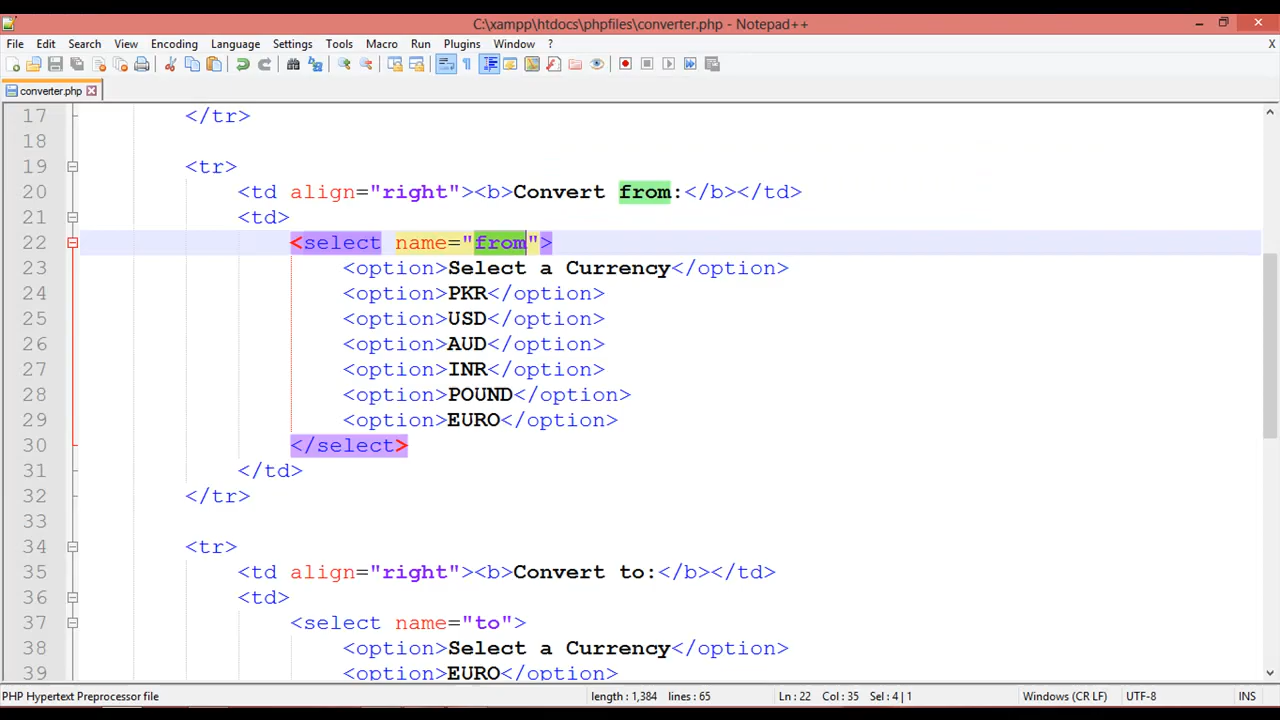 C:\xampp\htdocs\phpfiles\converter.php - Notepad++
File Edit Search View Encoding Language Settings Tools Macro Run Plugins Window ? X
converter.php
17 </tr>
18
19 <tr>
20 <td align="right"><b>Convert from:</b></td>
21 <td>
22 <select name="from">
23 <option>Select a Currency</option>
24 <option>PKR</option>
25 <option>USD</option>
26 <option>AUD</option>
27 <option>INR</option>
28 <option>POUND</option>
29 <option>EURO</option>
30 </select>
31 </td>
32 </tr>
33
34 <tr>
35 <td align="right"><b>Convert to:</b></td>
36 <td>
37 <select name="to">
38 <option>Select a Currency</option>
39 <option>EURO</option>
PHP Hypertext Preprocessor file length : 1,384 lines : 65 Ln : 22 Col : 35 Sel : 4 | 1 Windows (CR LF) UTF-8 INS